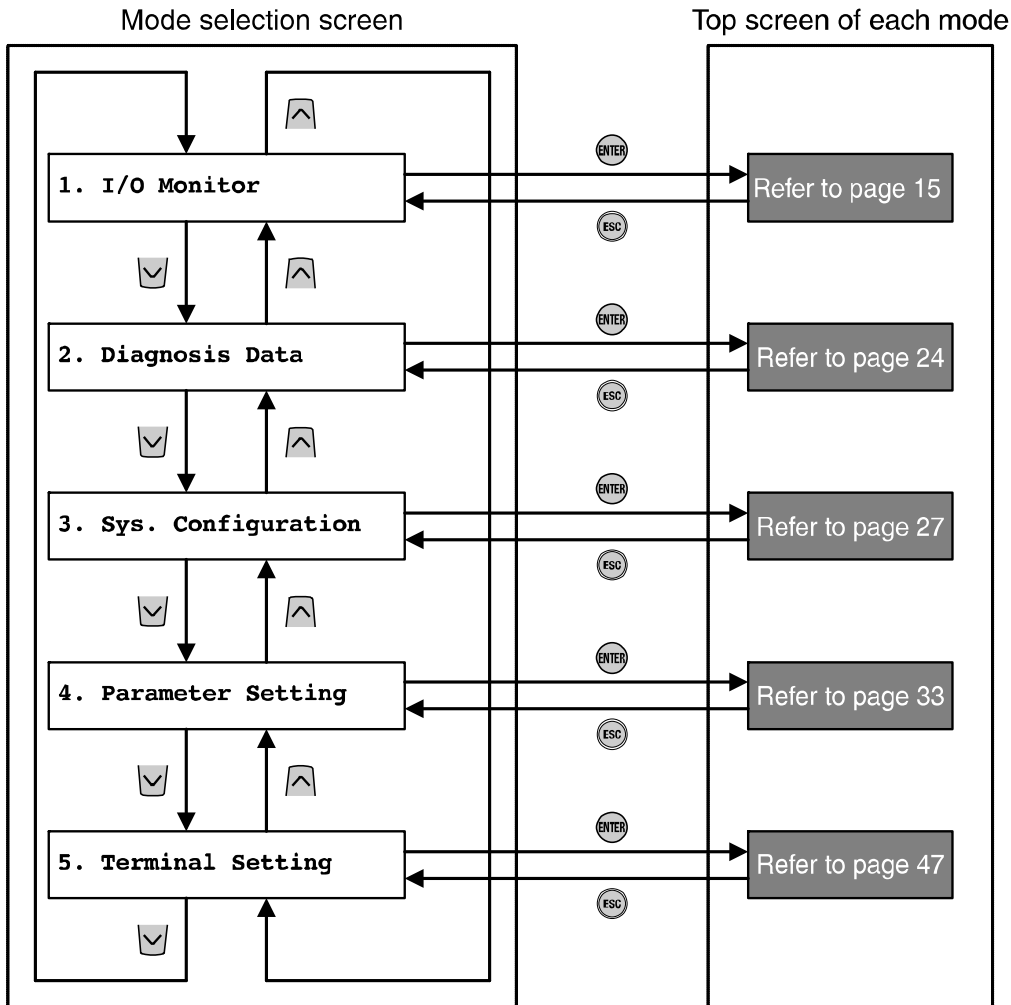 Mode selection screen
Top screen of each mode
ENTER
1. I/O Monitor
Refer to page 15
ESC
ENTER
2. Diagnosis Data
Refer to page 24
ESC
ENTER
3. Sys. Configuration
Refer to page 27
ESC
ENTER
4. Parameter Setting
Refer to page 33
ESC
ENTER
5. Terminal Setting
Refer to page 47
ESC